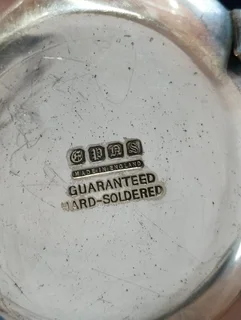 EPNS
MADE IN ENGLAND
GUARANTEED
HARD-SOLDERED